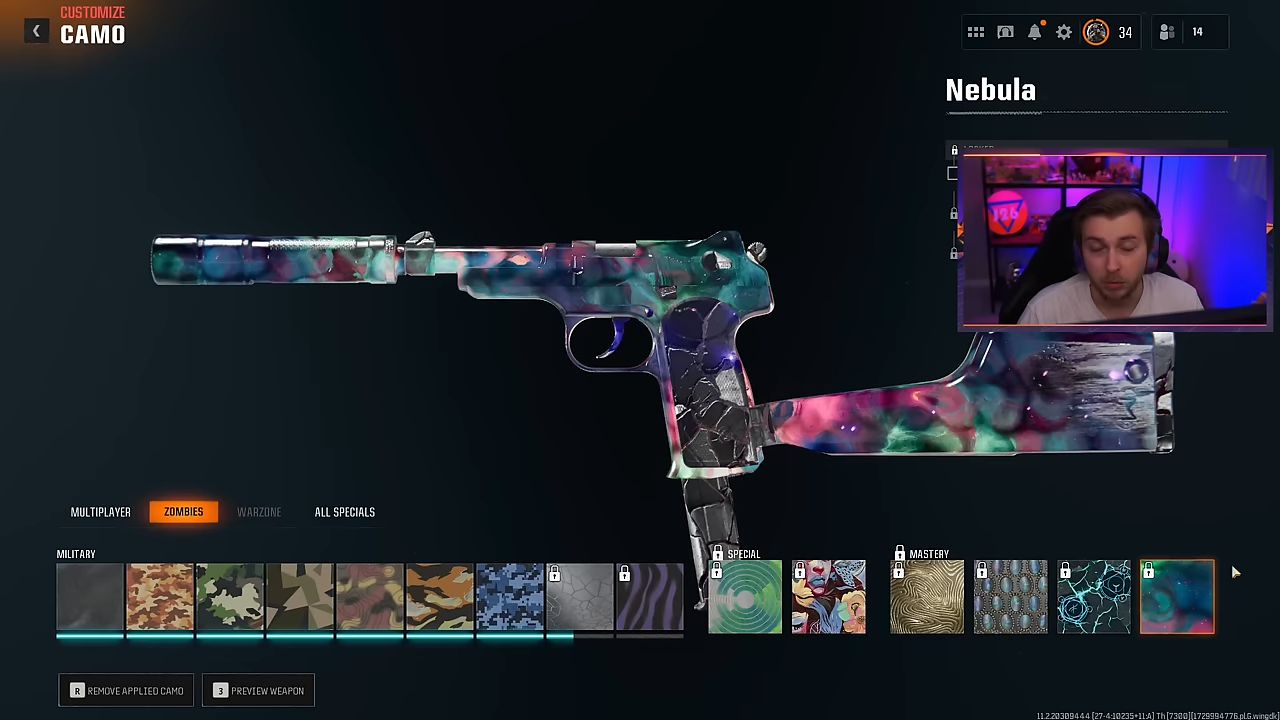 CUSTOMIZE
CAMO
34
14
Nebula
126
MULTIPLAYER
ZOMBIES
WARZONE
ALL SPECIALS
MILITARY
SPECIAL
MASTERY
R REMOVE APPLIED CAMO
3 PREVIEW WEAPON